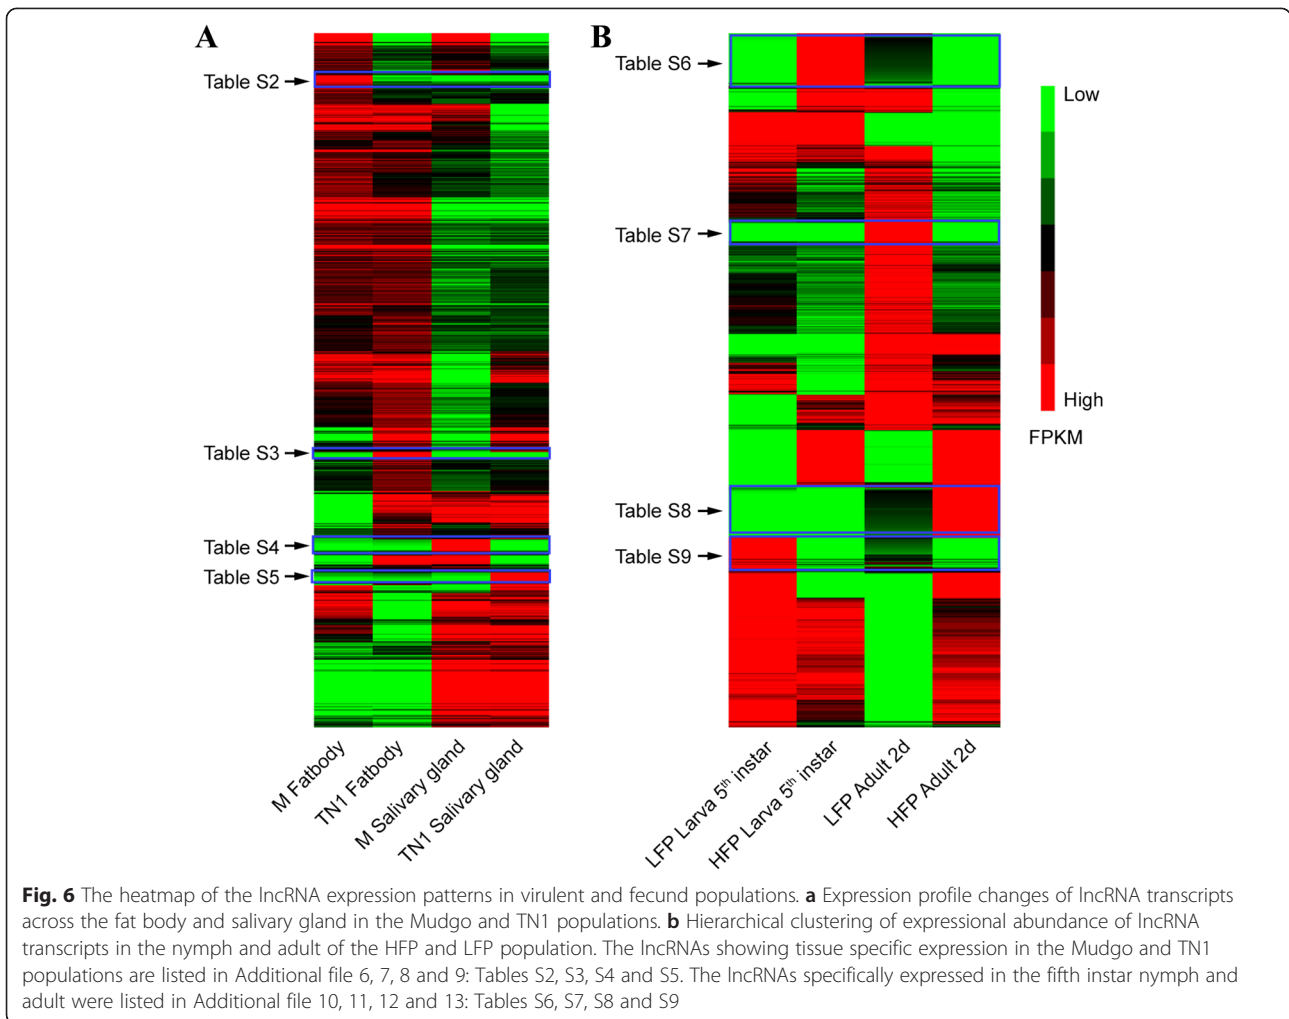 A
B
Table S2
Table S3
Table S4
Table S5
Table S6
Table S7
Table S8
Table S9
Low
High
FPKM
M Fatbody
TN1 Fatbody
M Salivary gland
TN1 Salivary gland
LFP Larva 5th instar
HFP Larva 5th instar
LFP Adult 2d
HFP Adult 2d
Fig. 6 The heatmap of the lncRNA expression patterns in virulent and fecund populations. a Expression profile changes of lncRNA transcripts
across the fat body and salivary gland in the Mudgo and TN1 populations. b Hierarchical clustering of expressional abundance of lncRNA
transcripts in the nymph and adult of the HFP and LFP population. The lncRNAs showing tissue specific expression in the Mudgo and TN1
populations are listed in Additional file 6, 7, 8 and 9: Tables S2, S3, S4 and S5. The lncRNAs specifically expressed in the fifth instar nymph and
adult were listed in Additional file 10, 11, 12 and 13: Tables S6, S7, S8 and S9